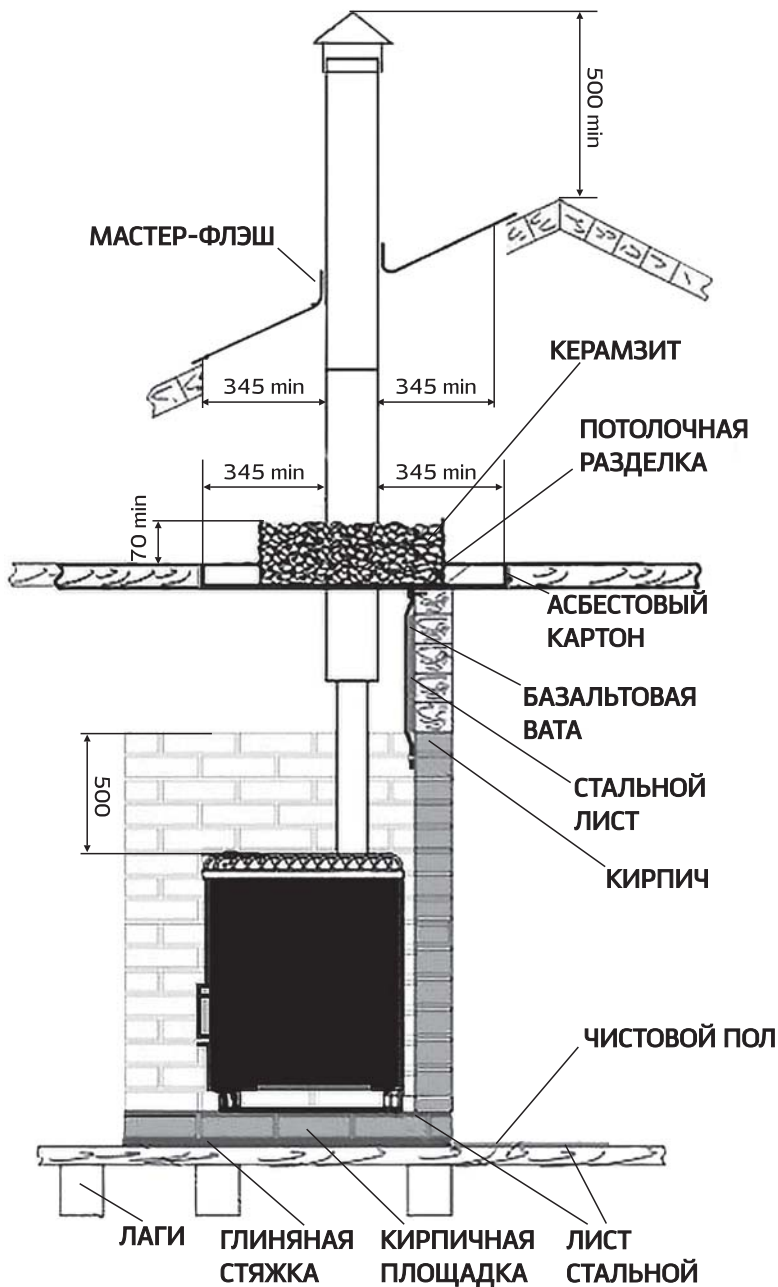 500 min
МАСТЕР-ФЛЭШ
КЕРАМЗИТ
345 min
345 min
ПОТОЛОЧНАЯ
РАЗДЕЛКА
345 min
345 min
70 min
АСБЕСТОВЫЙ
КАРТОН
БАЗАЛЬТОВАЯ
ВАТА
500
СТАЛЬНОЙ
ЛИСТ
КИРПИЧ
ЧИСТОВОЙ ПОЛ
ЛАГИ
ГЛИНЯНАЯ
СТЯЖКА
КИРПИЧНАЯ
ПЛОЩАДКА
ЛИСТ
СТАЛЬНОЙ